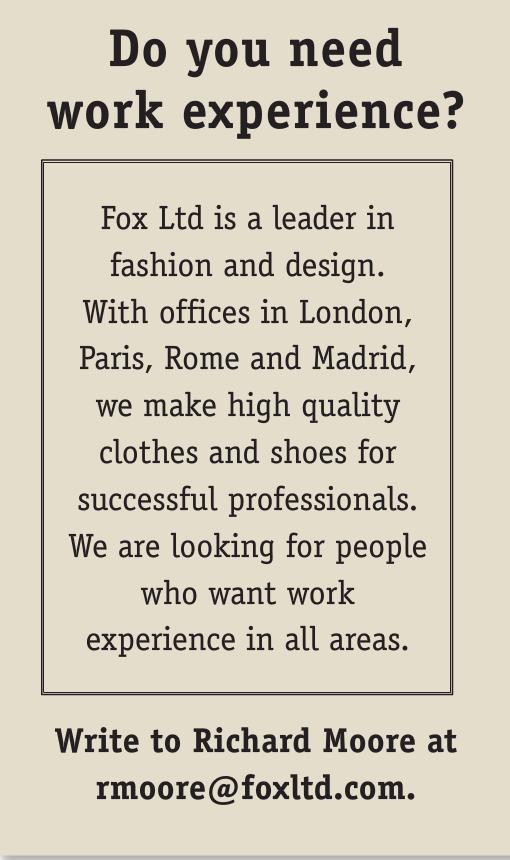 Do you need
work experience?
Fox Ltd is a leader in
fashion and design.
With offices in London,
Paris, Rome and Madrid,
we make high quality
clothes and shoes for
successful professionals.
We are looking for people
who want work
experience in all areas.
Write to Richard Moore at
rmoore@foxltd.com.